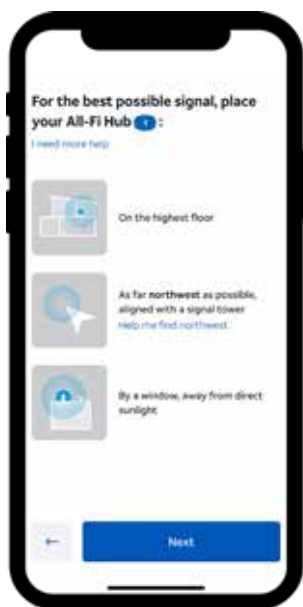 For the best possible signal, place
your All-Fi Hub :
I need more help
On the highest floor
As far northwest as possible,
aligned with a signal tower
Help me find northwest
By a window, away from direct
sunlight
Next